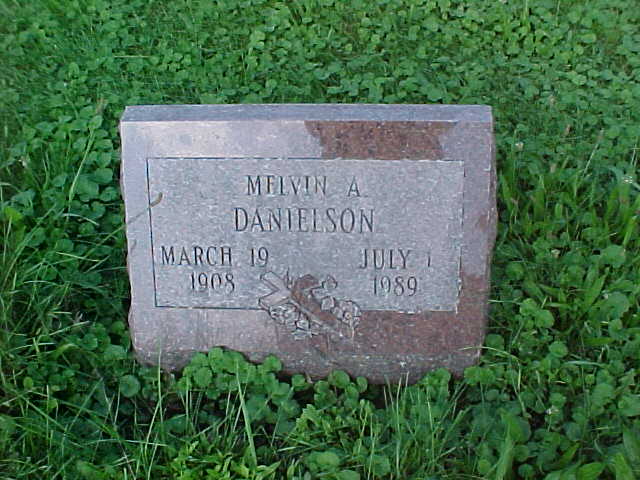 MELVIN A.
DANIELSON
MARCH 19 JULY 1
1908 1989